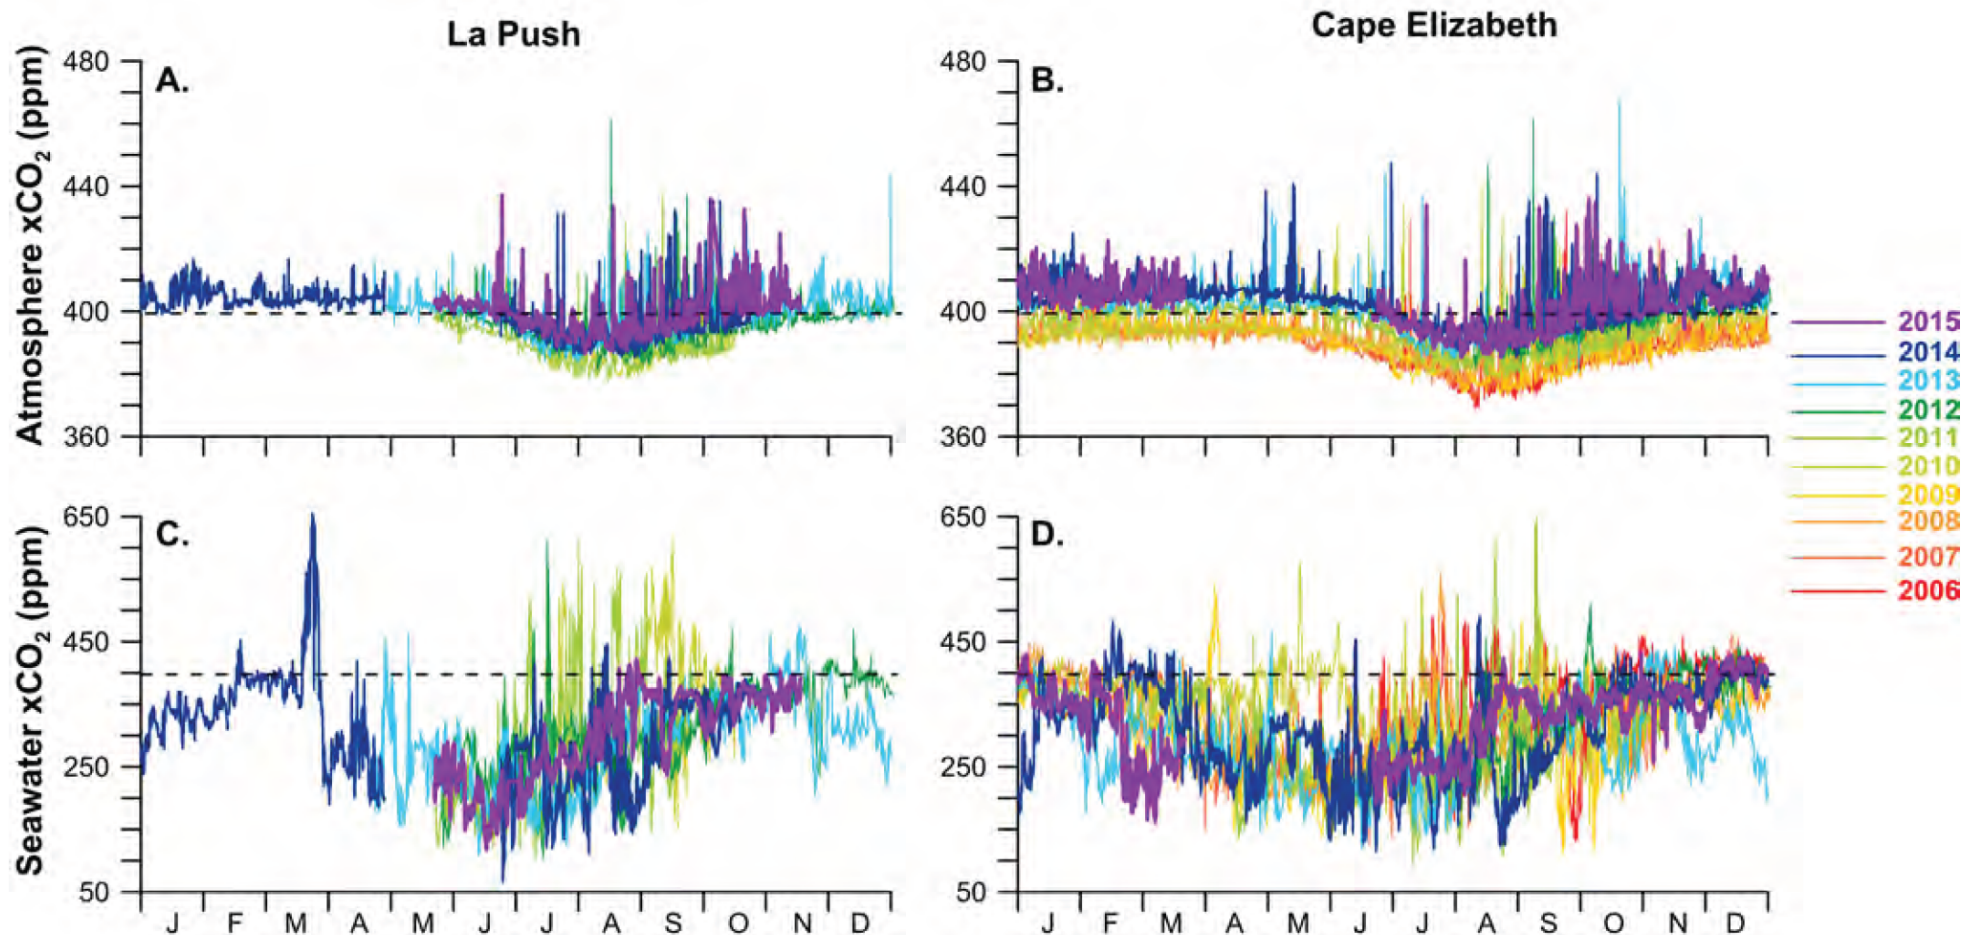 La Push
Cape Elizabeth
Atmosphere xCO₂ (ppm)
A.
480
440
400
360
B.
480
440
400
360
Seawater xCO₂ (ppm)
C.
650
450
250
50
J F M A M J J A S O N D
D.
650
450
250
50
J F M A M J J A S O N D
2015
2014
2013
2012
2011
2010
2009
2008
2007
2006